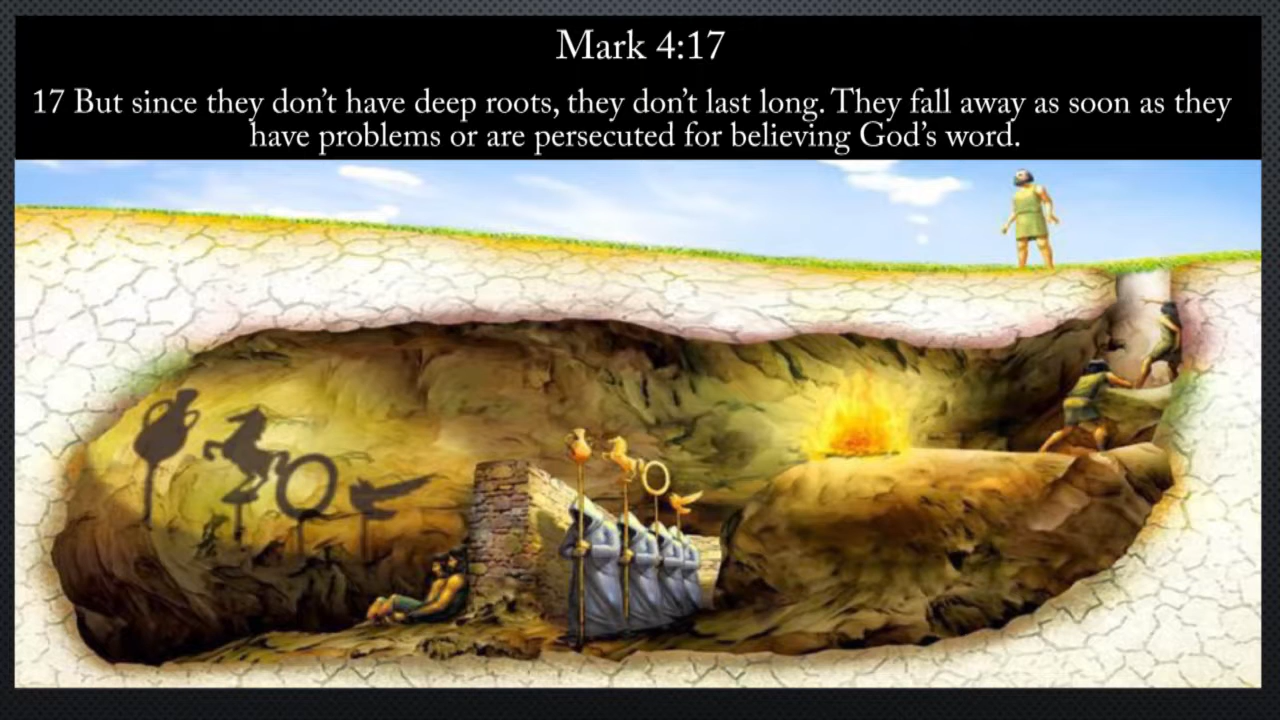 Mark 4:17
17 But since they don’t have deep roots, they don’t last long. They fall away as soon as they
have problems or are persecuted for believing God’s word.